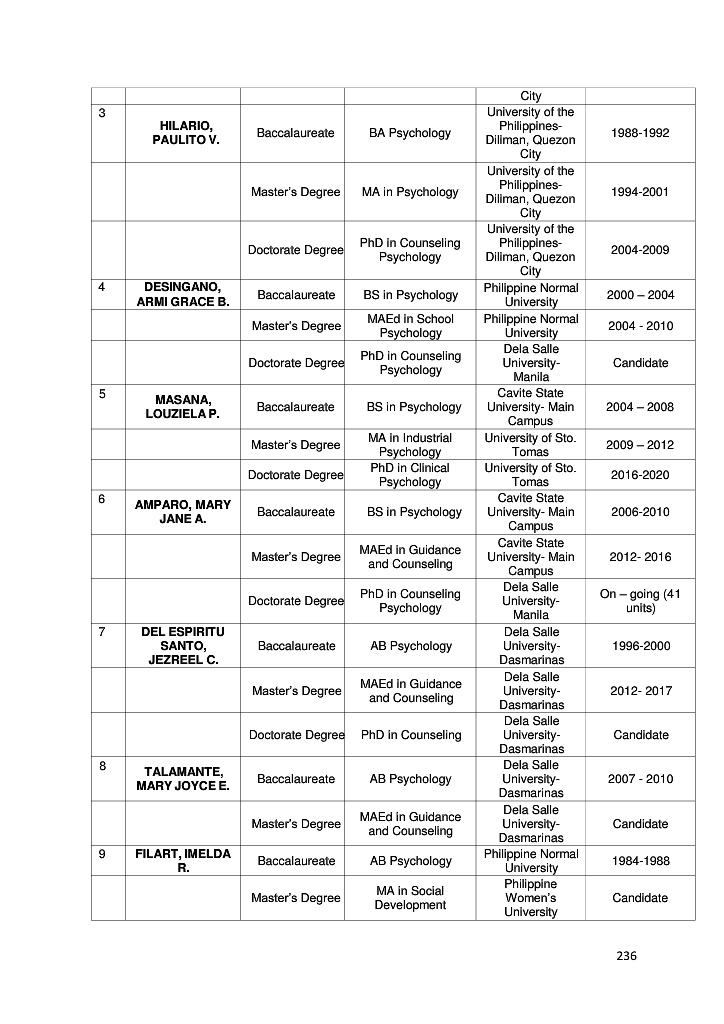 City
3
HILARIO,
PAULITO V.
Baccalaureate
BA Psychology
University of the
Philippines-
Diliman, Quezon
City
1988-1992
Master's Degree
MA in Psychology
University of the
Philippines-
Diliman, Quezon
City
1994-2001
Doctorate Degree
PhD in Counseling
Psychology
University of the
Philippines-
Diliman, Quezon
City
2004-2009
4
DESINGANO,
ARMI GRACE B.
Baccalaureate
BS in Psychology
Philippine Normal
University
2000 – 2004
Master's Degree
MAEd in School
Psychology
Philippine Normal
University
2004 - 2010
Doctorate Degree
PhD in Counseling
Psychology
Dela Salle
University-
Manila
Candidate
5
MASANA,
LOUZIELA P.
Baccalaureate
BS in Psychology
Cavite State
University- Main
Campus
2004 – 2008
Master's Degree
MA in Industrial
Psychology
University of Sto.
Tomas
2009 – 2012
Doctorate Degree
PhD in Clinical
Psychology
University of Sto.
Tomas
2016-2020
6
AMPARO, MARY
JANE A.
Baccalaureate
BS in Psychology
Cavite State
University- Main
Campus
2006-2010
Master's Degree
MAEd in Guidance
and Counseling
Cavite State
University- Main
Campus
2012- 2016
Doctorate Degree
PhD in Counseling
Psychology
Dela Salle
University-
Manila
On – going (41
units)
7
DEL ESPIRITU
SANTO,
JEZREEL C.
Baccalaureate
AB Psychology
Dela Salle
University-
Dasmarinas
1996-2000
Master's Degree
MAEd in Guidance
and Counseling
Dela Salle
University-
Dasmarinas
2012- 2017
Doctorate Degree
PhD in Counseling
Dela Salle
University-
Dasmarinas
Candidate
8
TALAMANTE,
MARY JOYCE E.
Baccalaureate
AB Psychology
Dela Salle
University-
Dasmarinas
2007 - 2010
Master's Degree
MAEd in Guidance
and Counseling
Dela Salle
University-
Dasmarinas
Candidate
9
FILART, IMELDA
R.
Baccalaureate
AB Psychology
Philippine Normal
University
1984-1988
Master's Degree
MA in Social
Development
Philippine
Women's
University
Candidate
236